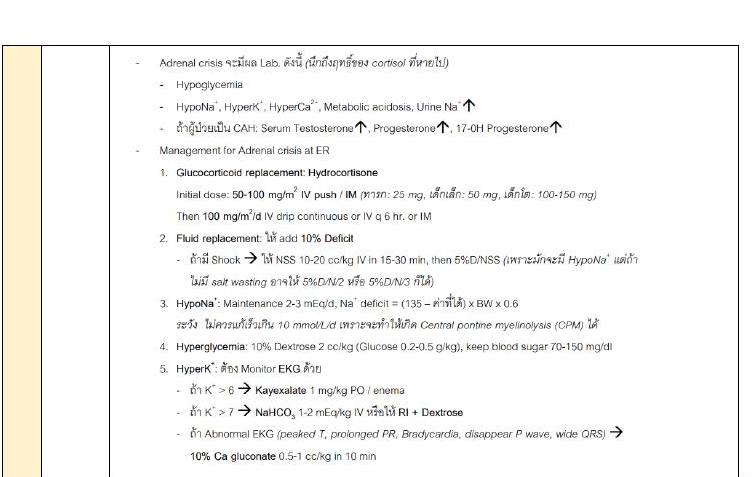 - Adrenal crisis จะมีผล Lab. ดังนี้ (นึกถึงฤทธิ์ของ cortisol ที่หายไป)
- Hypoglycemia
- HypoNa⁺, HyperK⁺, HyperCa²⁺, Metabolic acidosis, Urine Na⁺↑
- ถ้าผู้ป่วยเป็น CAH: Serum Testosterone↑, Progesterone↑, 17-0H Progesterone↑
- Management for Adrenal crisis at ER
1. Glucocorticoid replacement: Hydrocortisone
Initial dose: 50-100 mg/m² IV push / IM (ทารก: 25 mg, เด็กเล็ก: 50 mg, เด็กโต: 100-150 mg)
Then 100 mg/m²/d IV drip continuous or IV q 6 hr. or IM
2. Fluid replacement: ให้ add 10% Deficit
- ถ้ามี Shock → ให้ NSS 10-20 cc/kg IV in 15-30 min, then 5%D/NSS (เพราะมักจะมี HypoNa⁺ แต่ถ้า
ไม่มี salt wasting อาจให้ 5%D/N/2 หรือ 5%D/N/3 ก็ได้)
3. HypoNa⁺: Maintenance 2-3 mEq/d, Na⁺ deficit = (135 – ค่าที่ได้) x BW x 0.6
ระวัง ไม่ควรแก้เร็วเกิน 10 mmol/L/d เพราะจะทำให้เกิด Central pontine myelinolysis (CPM) ได้
4. Hyperglycemia: 10% Dextrose 2 cc/kg (Glucose 0.2-0.5 g/kg), keep blood sugar 70-150 mg/dl
5. HyperK⁺: ต้อง Monitor EKG ด้วย
- ถ้า K⁺ > 6 → Kayexalate 1 mg/kg PO / enema
- ถ้า K⁺ > 7 → NaHCO₃ 1-2 mEq/kg IV หรือให้ RI + Dextrose
- ถ้า Abnormal EKG (peaked T, prolonged PR, Bradycardia, disappear P wave, wide QRS) →
10% Ca gluconate 0.5-1 cc/kg in 10 min